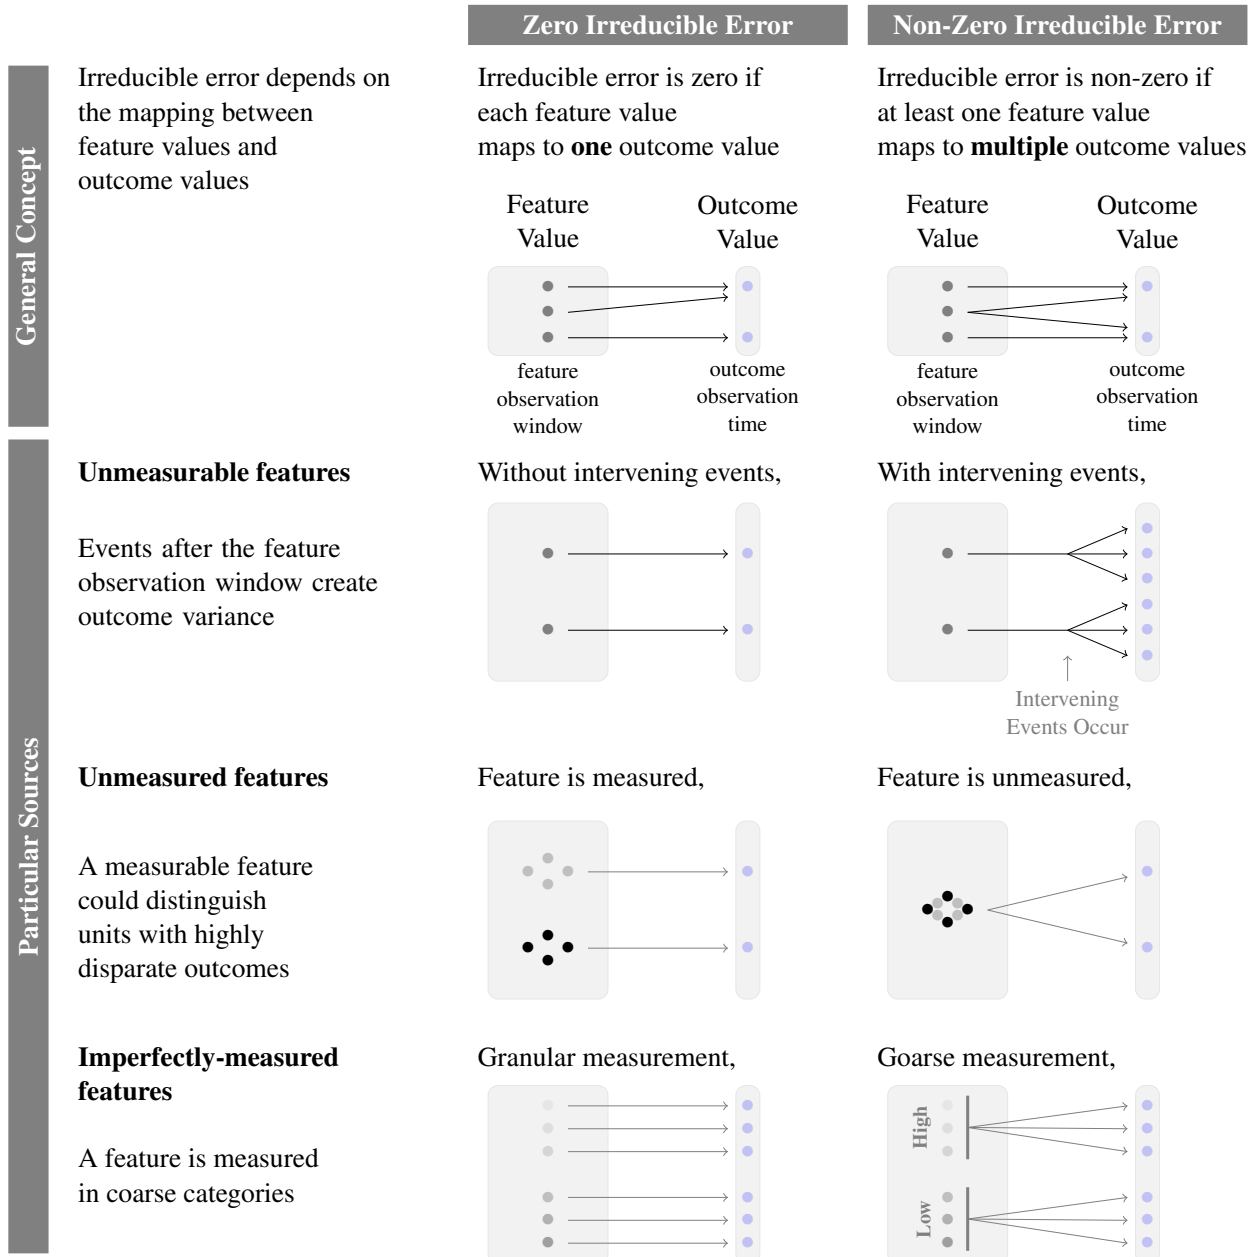 Zero Irreducible Error
Non-Zero Irreducible Error
General Concept
Irreducible error depends on
the mapping between
feature values and
outcome values
Irreducible error is zero if
each feature value
maps to one outcome value
Irreducible error is non-zero if
at least one feature value
maps to multiple outcome values
Feature
Value
Outcome
Value
Feature
Value
Outcome
Value
feature
observation
window
outcome
observation
time
feature
observation
window
outcome
observation
time
Particular Sources
Unmeasurable features
Events after the feature
observation window create
outcome variance
Without intervening events,
With intervening events,
Intervening
Events Occur
Unmeasured features
A measurable feature
could distinguish
units with highly
disparate outcomes
Feature is measured,
Feature is unmeasured,
Imperfectly-measured
features
A feature is measured
in coarse categories
Granular measurement,
Goarse measurement,
High
Low